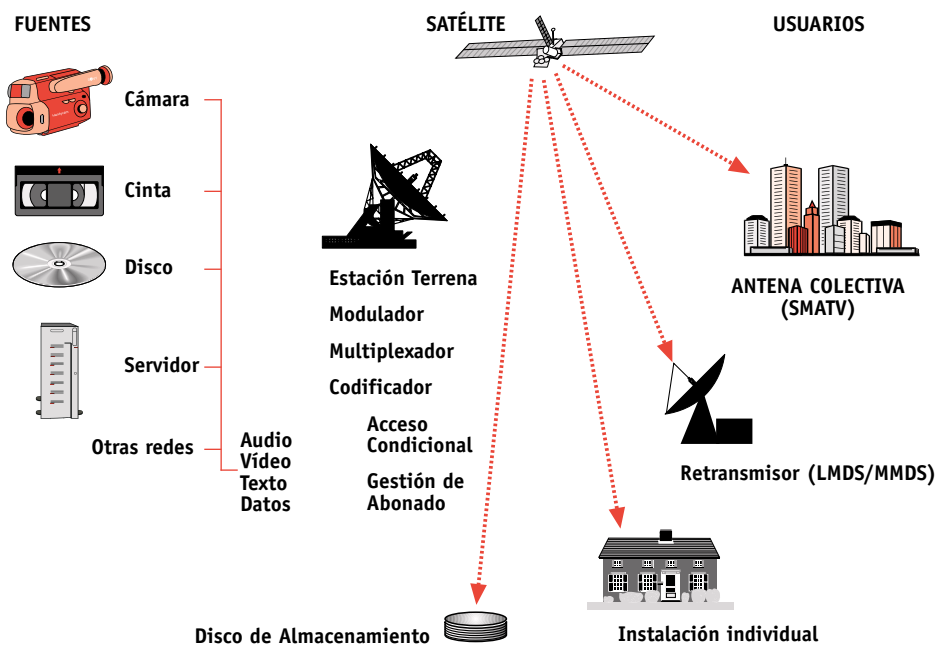 FUENTES
SATÉLITE
USUARIOS
Cámara
Cinta
Disco
Servidor
Otras redes
Audio
Vídeo
Texto
Datos
Estación Terrena
Modulador
Multiplexador
Codificador
Acceso
Condicional
Gestión de
Abonado
ANTENA COLECTIVA
(SMATV)
Retransmisor (LMDS/MMDS)
Instalación individual
Disco de Almacenamiento